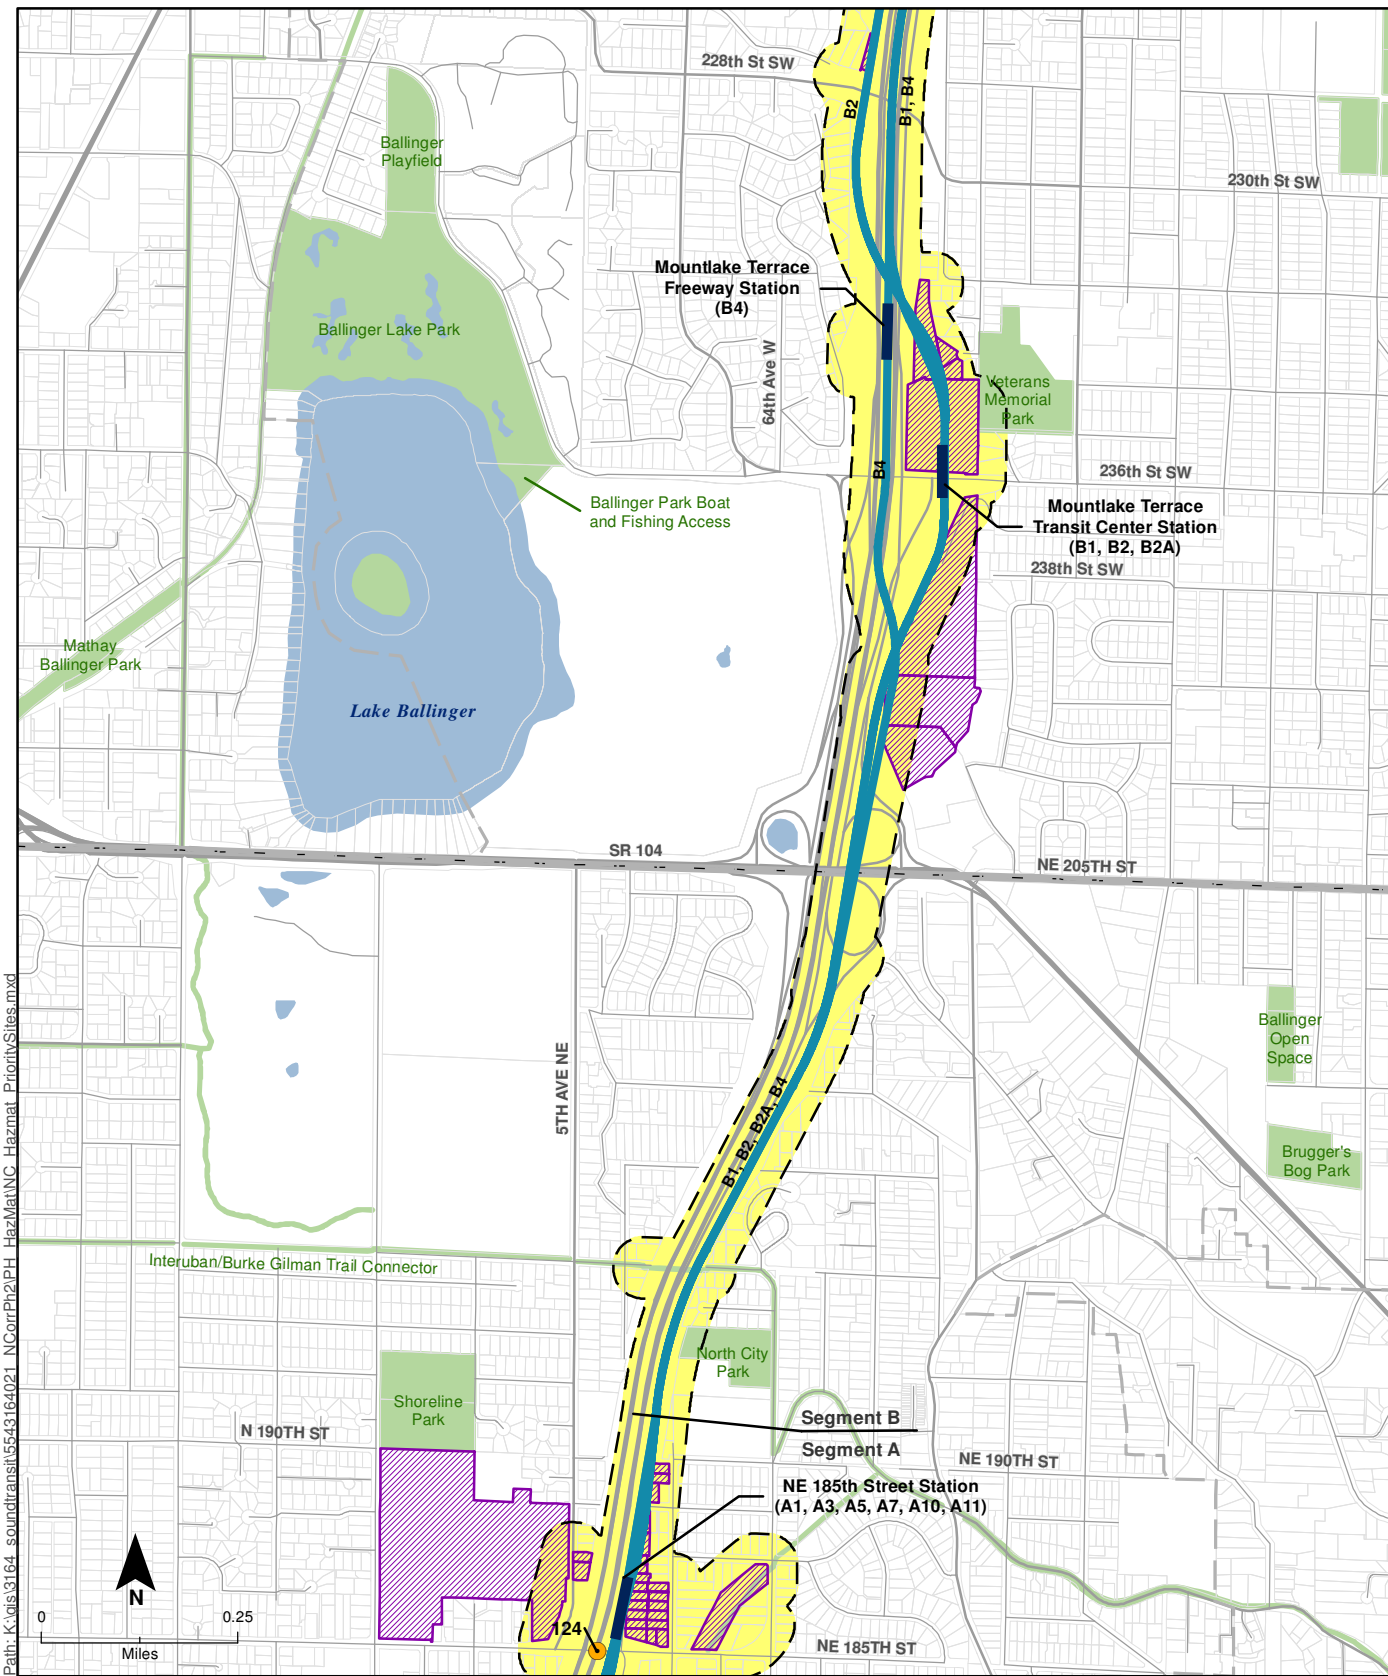 228th St SW
B2
B1, B4
Ballinger
Playfield
230th St SW
Mountlake Terrace
Freeway Station
(B4)
Ballinger Lake Park
64th Ave W
Veterans
Memorial
Park
B4
236th St SW
Ballinger Park Boat
and Fishing Access
Mountlake Terrace
Transit Center Station
(B1, B2, B2A)
238th St SW
Mathay
Ballinger Park
Lake Ballinger
SR 104
NE 205TH ST
Ballinger
Open
Space
5TH AVE NE
B1, B2, B2A, B4
Brugger's
Bog Park
Interuban/Burke Gilman Trail Connector
North City
Park
Shoreline
Park
N 190TH ST
Segment B
Segment A
NE 190TH ST
NE 185th Street Station
(A1, A3, A5, A7, A10, A11)
N
0 0.25
Miles
124
NE 185TH ST
Path: K:\gis\3164_soundtransit\5543164021_NCorrPh2\PH_HazMat\NC_Hazmat_PrioritySites.mxd